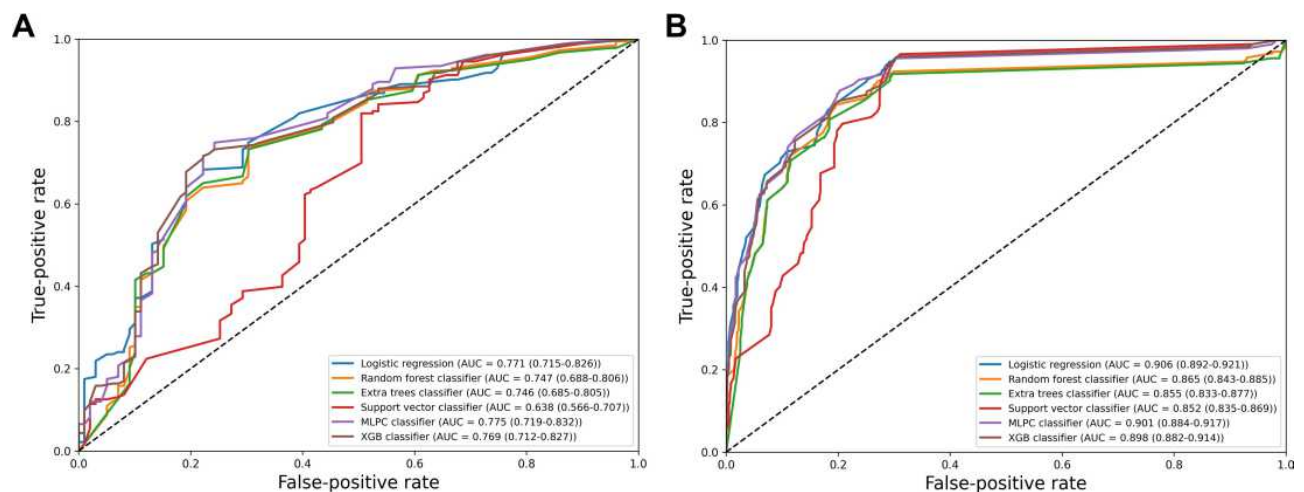 A
1.0
0.8
0.6
0.4
0.2
0.0
True-positive rate
Logistic regression (AUC = 0.771 (0.715-0.826))
Random forest classifier (AUC = 0.747 (0.688-0.806))
Extra trees classifier (AUC = 0.746 (0.685-0.805))
Support vector classifier (AUC = 0.638 (0.566-0.707))
MLPC classifier (AUC = 0.775 (0.719-0.832))
XGB classifier (AUC = 0.769 (0.712-0.827))
0.0 0.2 0.4 0.6 0.8 1.0
False-positive rate
B
1.0
0.8
0.6
0.4
0.2
0.0
True-positive rate
Logistic regression (AUC = 0.906 (0.892-0.921))
Random forest classifier (AUC = 0.865 (0.843-0.885))
Extra trees classifier (AUC = 0.855 (0.833-0.877))
Support vector classifier (AUC = 0.852 (0.835-0.869))
MLPC classifier (AUC = 0.901 (0.884-0.917))
XGB classifier (AUC = 0.898 (0.882-0.914))
0.0 0.2 0.4 0.6 0.8 1.0
False-positive rate